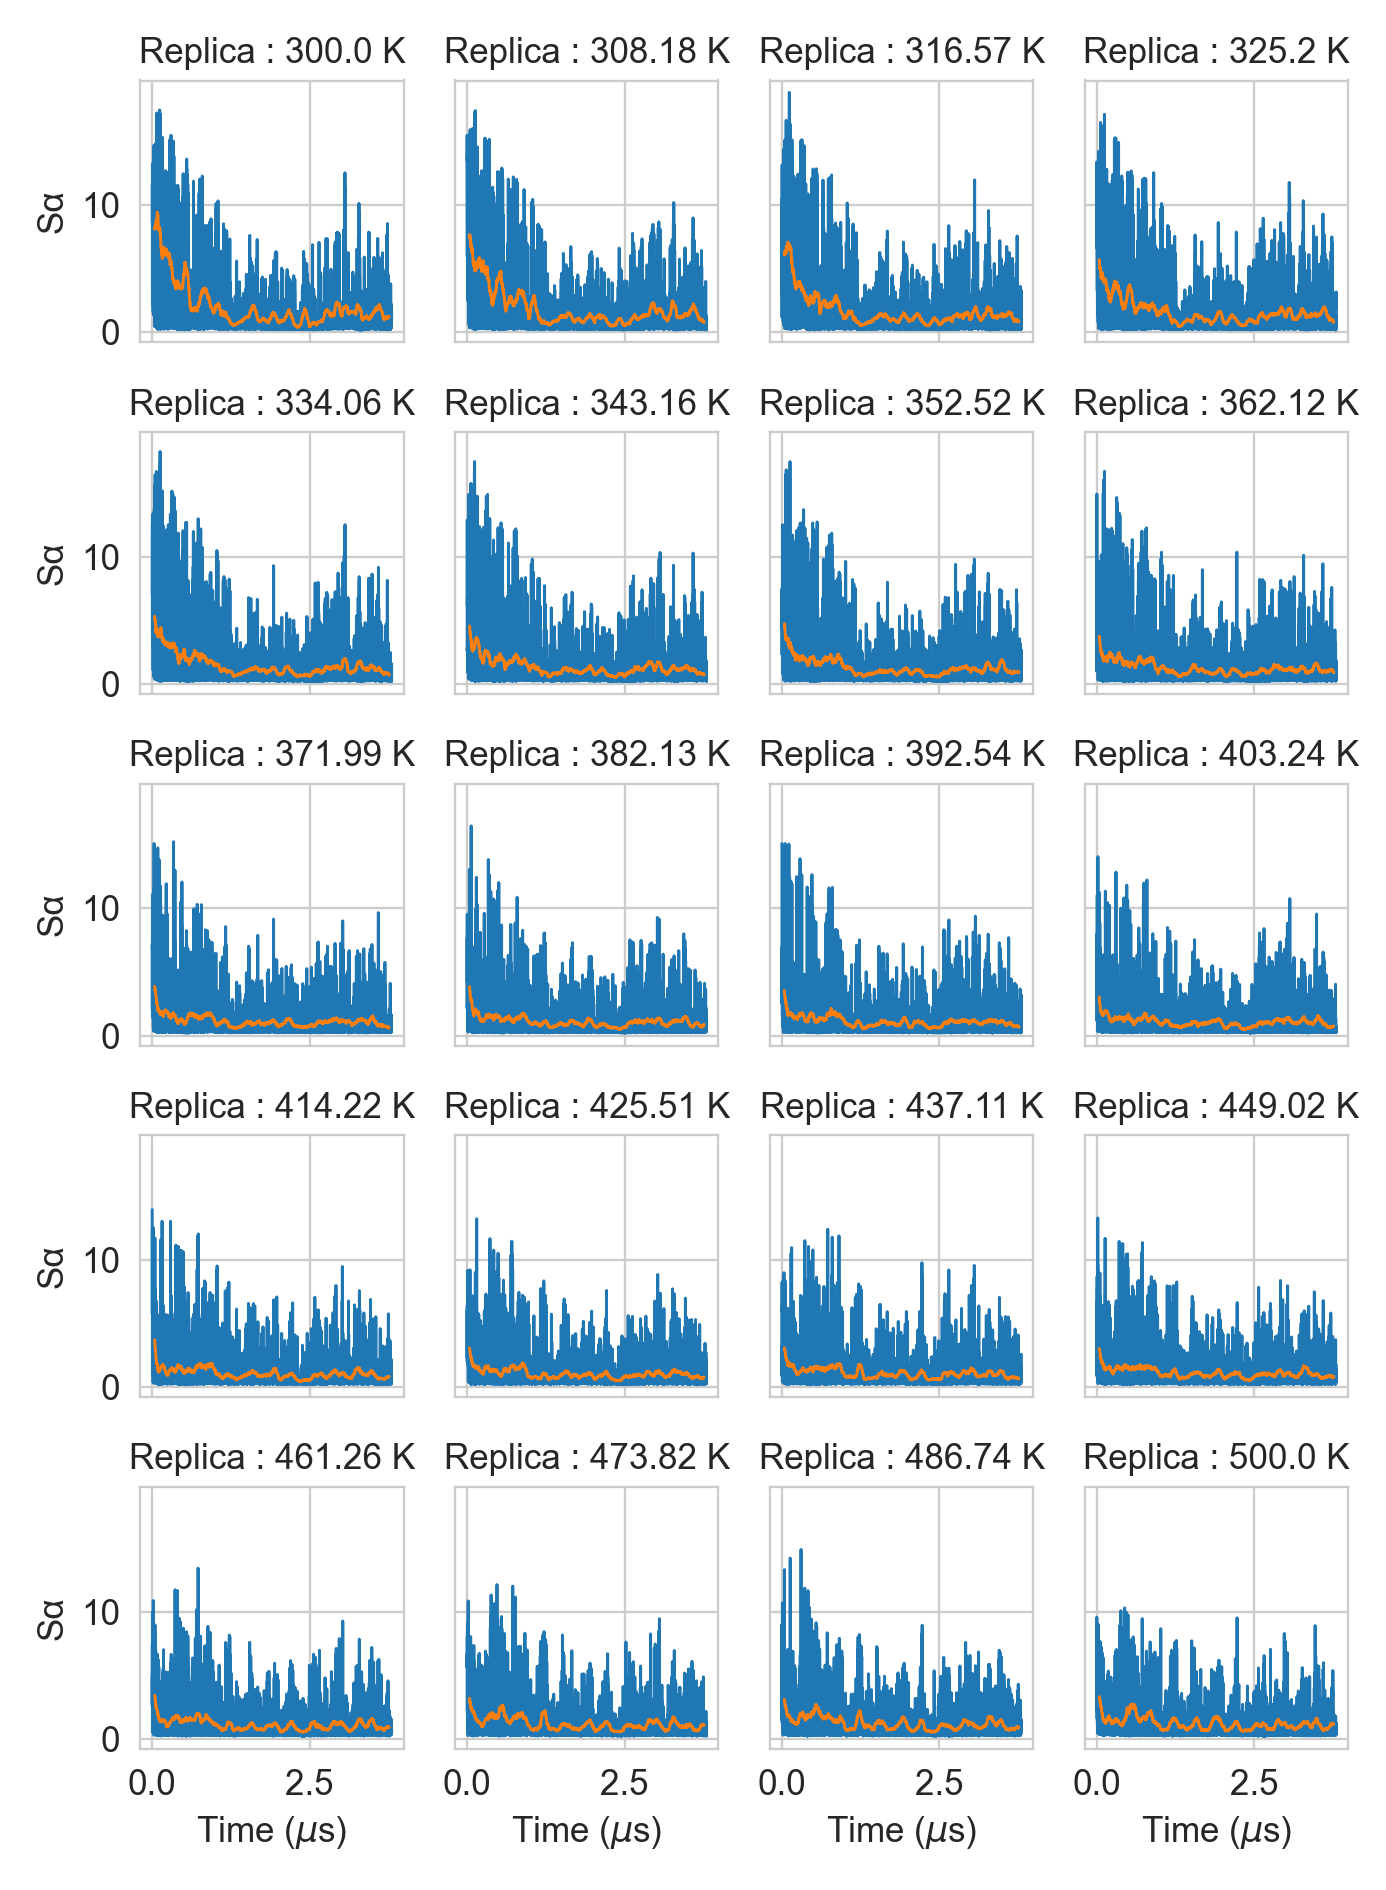 Replica : 300.0 K
Replica : 308.18 K
Replica : 316.57 K
Replica : 325.2 K
Sα
10
0
Replica : 334.06 K
Replica : 343.16 K
Replica : 352.52 K
Replica : 362.12 K
Sα
10
0
Replica : 371.99 K
Replica : 382.13 K
Replica : 392.54 K
Replica : 403.24 K
Sα
10
0
Replica : 414.22 K
Replica : 425.51 K
Replica : 437.11 K
Replica : 449.02 K
Sα
10
0
Replica : 461.26 K
Replica : 473.82 K
Replica : 486.74 K
Replica : 500.0 K
Sα
10
0
0.0 2.5
0.0 2.5
0.0 2.5
0.0 2.5
Time (μs)
Time (μs)
Time (μs)
Time (μs)